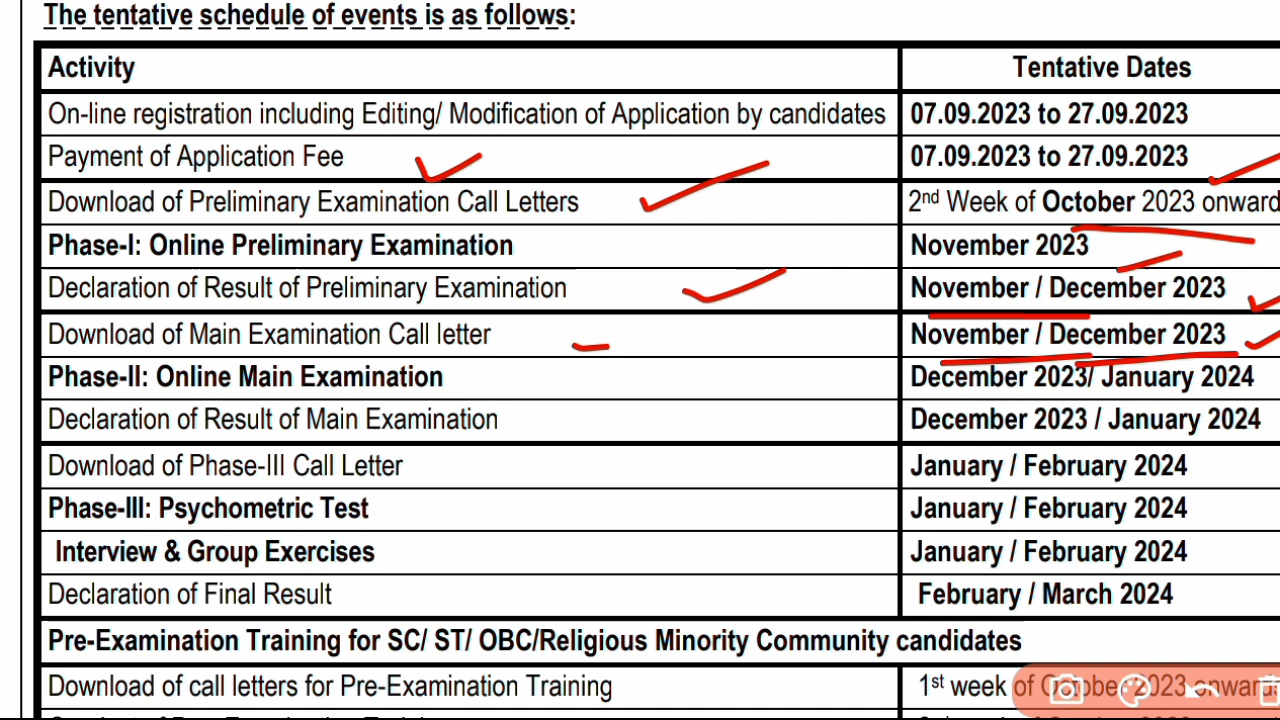 The tentative schedule of events is as follows:
Activity Tentative Dates
On-line registration including Editing/ Modification of Application by candidates 07.09.2023 to 27.09.2023
Payment of Application Fee 07.09.2023 to 27.09.2023
Download of Preliminary Examination Call Letters 2nd Week of October 2023 onward
Phase-I: Online Preliminary Examination November 2023
Declaration of Result of Preliminary Examination November / December 2023
Download of Main Examination Call letter November / December 2023
Phase-II: Online Main Examination December 2023/ January 2024
Declaration of Result of Main Examination December 2023 / January 2024
Download of Phase-III Call Letter January / February 2024
Phase-III: Psychometric Test January / February 2024
Interview & Group Exercises January / February 2024
Declaration of Final Result February / March 2024
Pre-Examination Training for SC/ ST/ OBC/Religious Minority Community candidates
Download of call letters for Pre-Examination Training 1st week of October 2023 onward